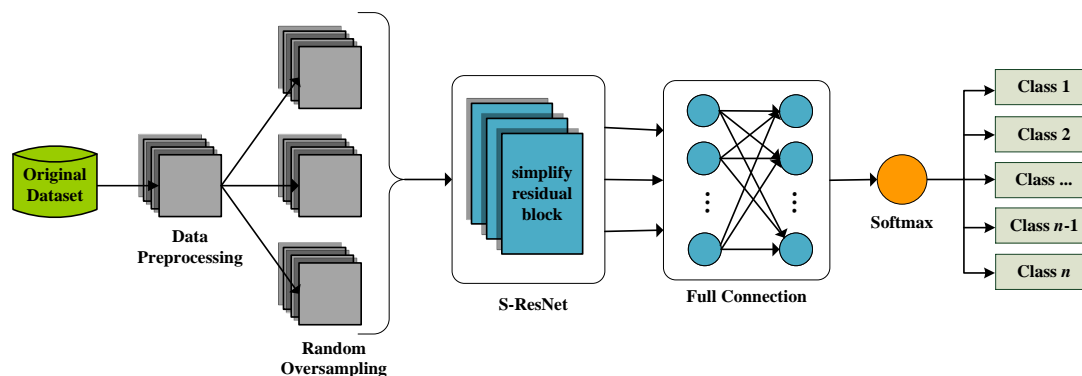 Original
Dataset
Data
Preprocessing
Random
Oversampling
simplify
residual
block
S-ResNet
Full Connection
Softmax
Class 1
Class 2
Class ...
Class n-1
Class n